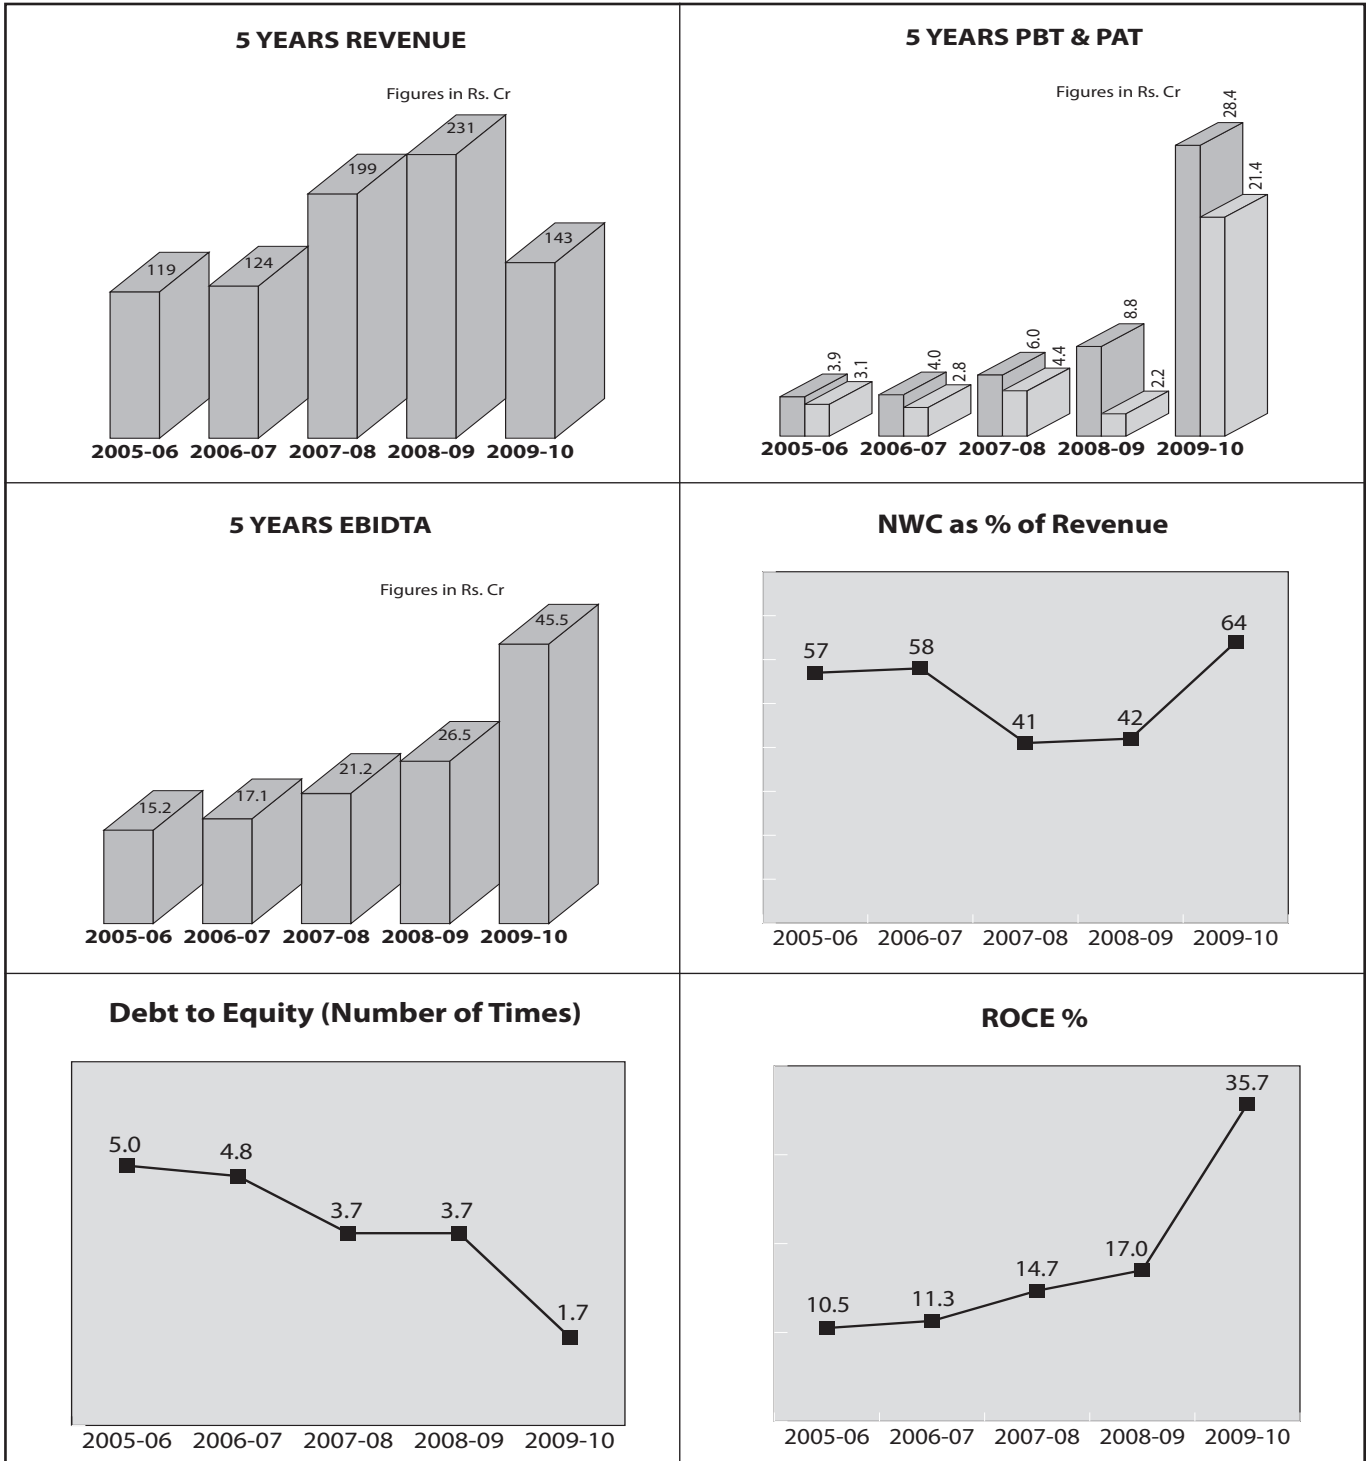 5 YEARS REVENUE
Figures in Rs. Cr
119
124
199
231
143
2005-06 2006-07 2007-08 2008-09 2009-10
5 YEARS PBT & PAT
Figures in Rs. Cr
3.9
3.1
4.0
2.8
6.0
4.4
8.8
2.2
28.4
21.4
2005-06 2006-07 2007-08 2008-09 2009-10
5 YEARS EBIDTA
Figures in Rs. Cr
15.2
17.1
21.2
26.5
45.5
2005-06 2006-07 2007-08 2008-09 2009-10
NWC as % of Revenue
57
58
41
42
64
2005-06 2006-07 2007-08 2008-09 2009-10
Debt to Equity (Number of Times)
5.0
4.8
3.7
3.7
1.7
2005-06 2006-07 2007-08 2008-09 2009-10
ROCE %
10.5
11.3
14.7
17.0
35.7
2005-06 2006-07 2007-08 2008-09 2009-10